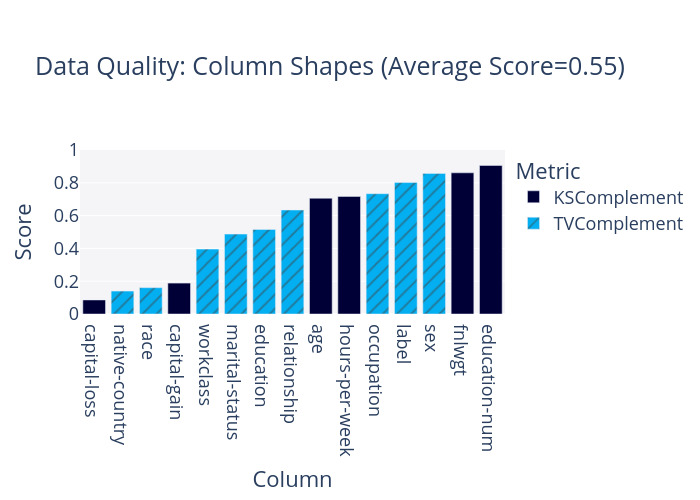 Data Quality: Column Shapes (Average Score=0.55)
1
0.8
0.6
0.4
0.2
0
Score
capital-loss
native-country
race
capital-gain
workclass
marital-status
education
relationship
age
hours-per-week
occupation
label
sex
fnlwgt
education-num
Column
Metric
KSComplement
TVComplement